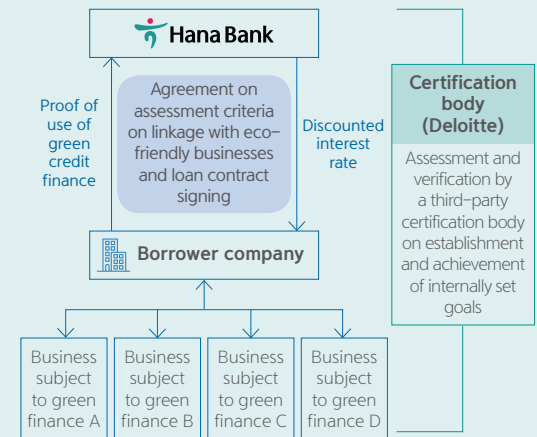 Hana Bank
Proof of
use of
green
credit
finance
Agreement on
assessment criteria
on linkage with eco-
friendly businesses
and loan contract
signing
Discounted
interest
rate
Certification
body
(Deloitte)
Assessment and
verification by
a third-party
certification body
on establishment
and achievement
of internally set
goals
Borrower company
Business
subject
to green
finance A
Business
subject
to green
finance B
Business
subject
to green
finance C
Business
subject
to green
finance D